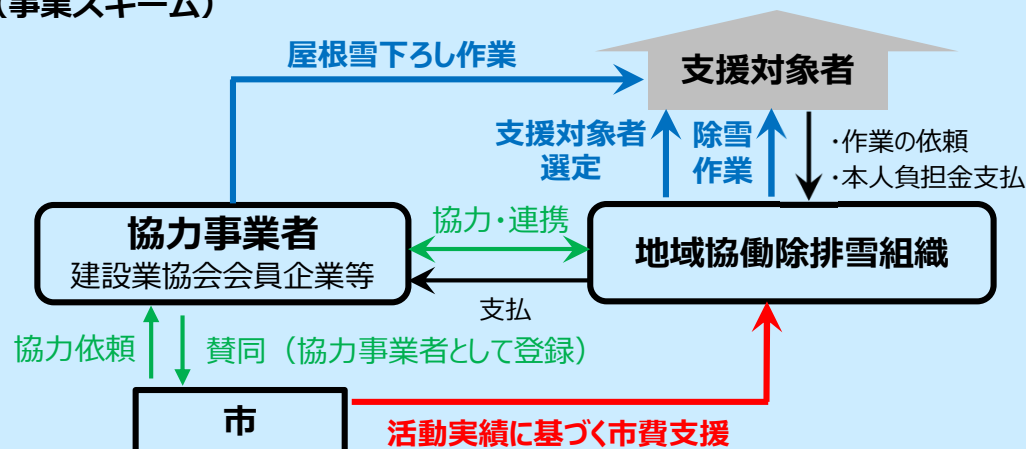 (事業スキーム)
屋根雪下ろし作業
支援対象者
支援対象者
選定
除雪
作業
・作業の依頼
・本人負担金支払
協力事業者
建設業協会会員企業等
協力・連携
地域協働除排雪組織
支払
協力依頼
賛同（協力事業者として登録）
市
活動実績に基づく市費支援